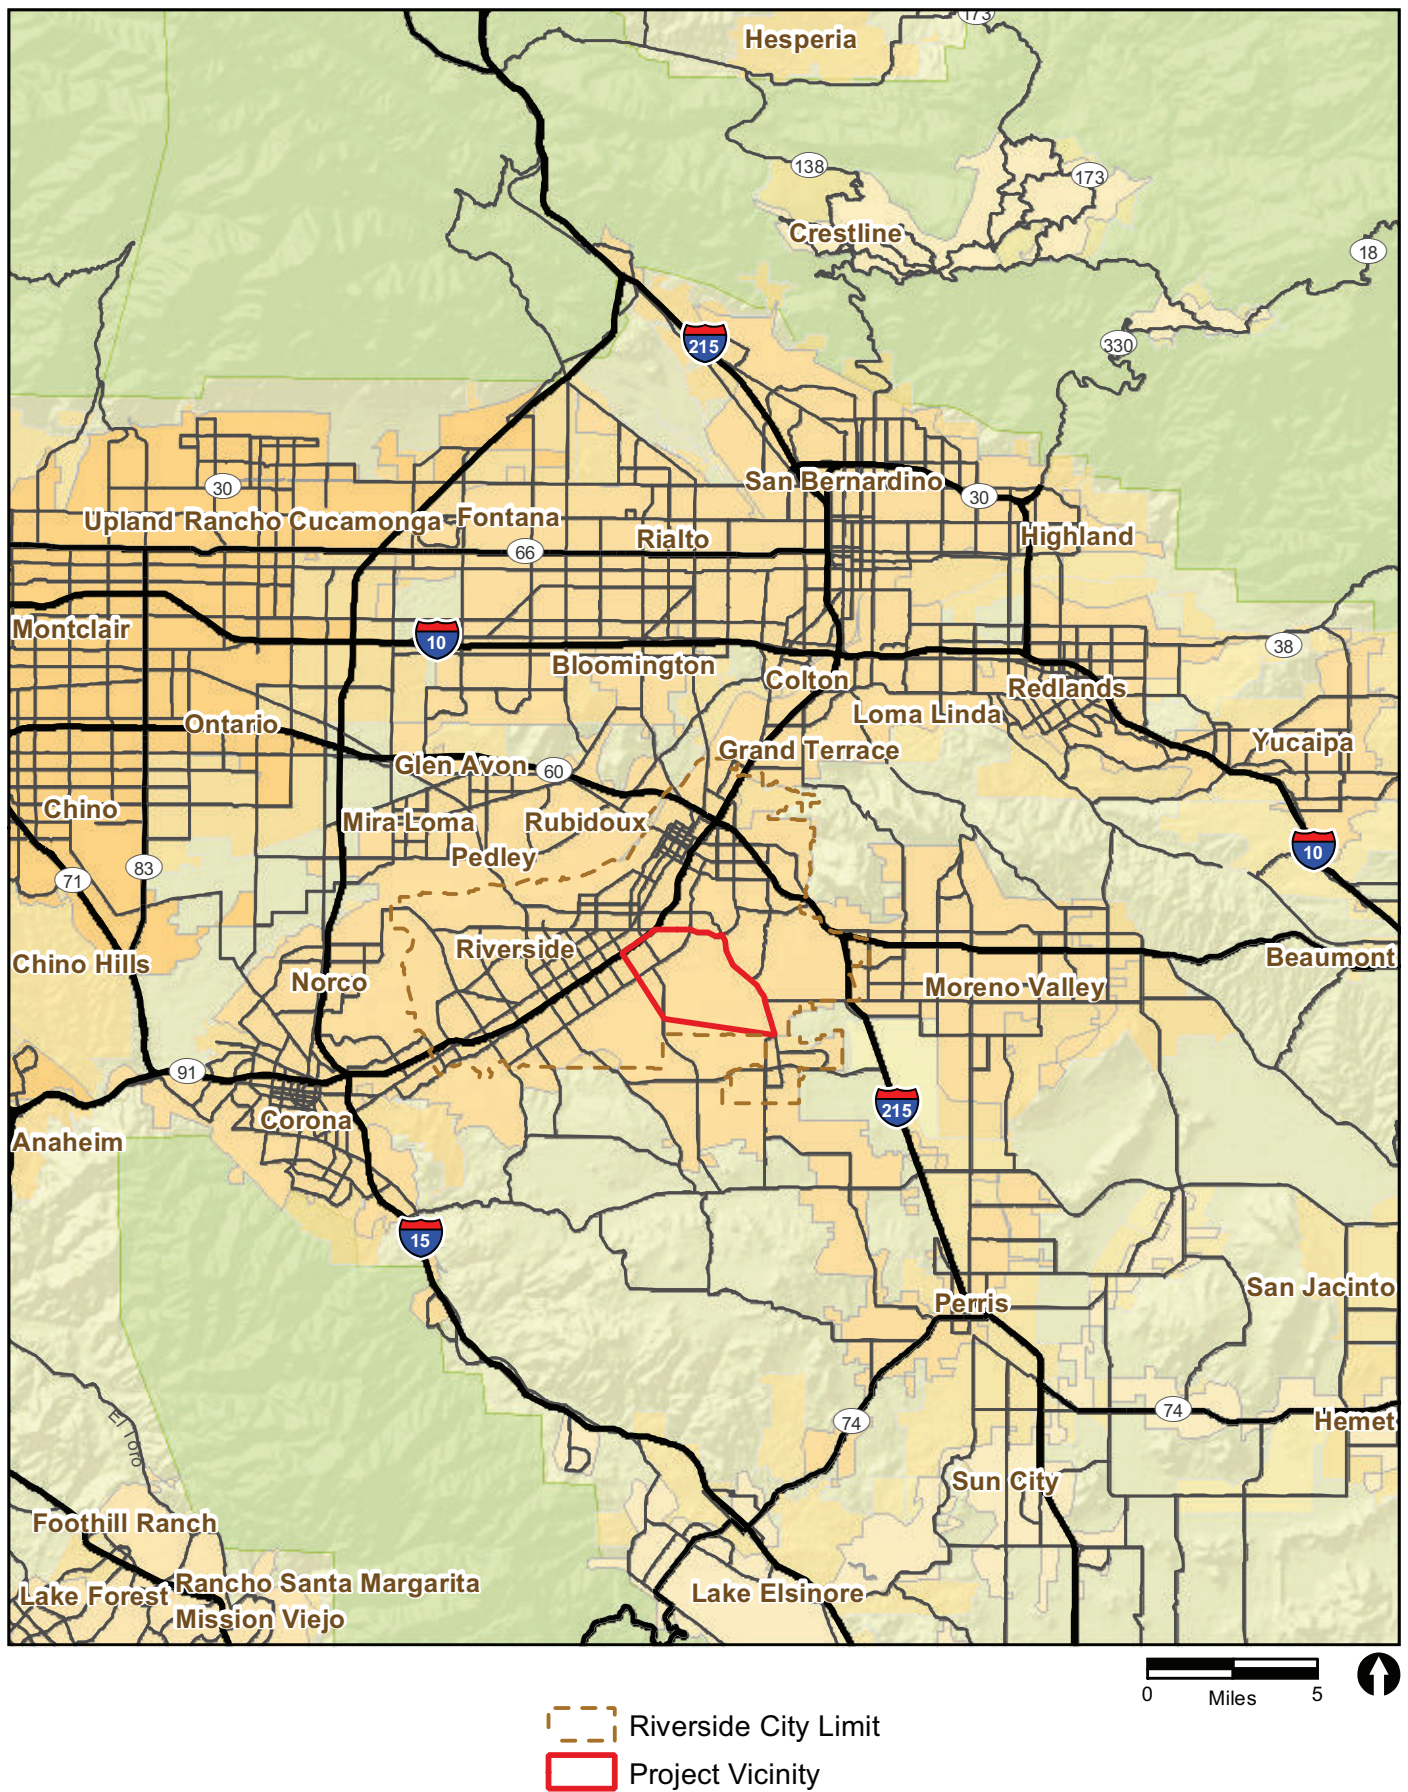 173
Hesperia
138
173
Crestline
18
330
215
30
San Bernardino
30
Upland Rancho Cucamonga
Fontana
66
Rialto
Highland
Montclair
10
Bloomington
38
Colton
Redlands
Loma Linda
Ontario
Grand Terrace
Yucaipa
Glen Avon
60
Chino
Mira Loma
Rubidoux
10
Pedley
83
71
Riverside
Chino Hills
Beaumont
Norco
Moreno Valley
91
215
Corona
Anaheim
15
San Jacinto
Perris
74
74
Hemet
El Toro
Sun City
Foothill Ranch
Rancho Santa Margarita
Lake Forest
Lake Elsinore
Mission Viejo
0 Miles 5
Riverside City Limit
Project Vicinity